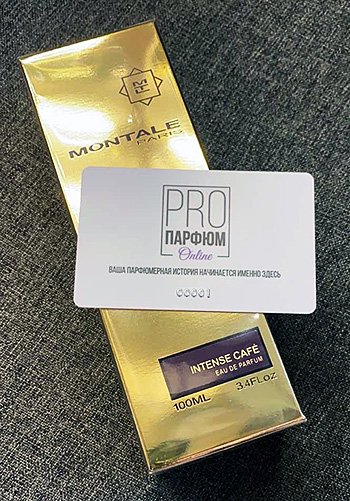 MONTALE
PARIS
PRO
ПАРФЮМ
Online
ВАША ПАРФЮМЕРНАЯ ИСТОРИЯ НАЧИНАЕТСЯ ИМЕННО ЗДЕСЬ
00001
INTENSE CAFÉ
EAU DE PARFUM
100ML 3.4FL.OZ